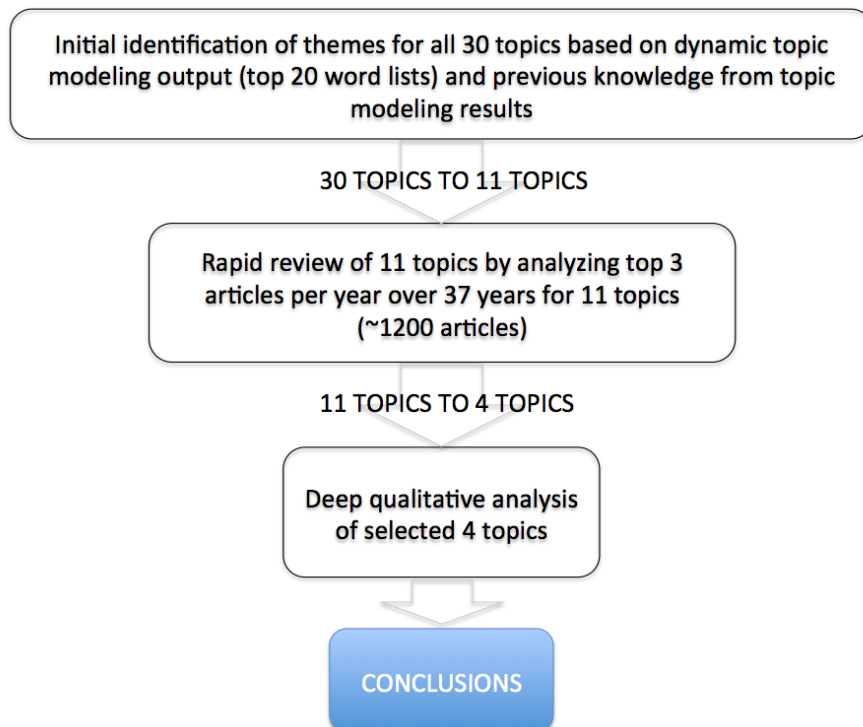 Initial identification of themes for all 30 topics based on dynamic topic
modeling output (top 20 word lists) and previous knowledge from topic
modeling results
30 TOPICS TO 11 TOPICS
Rapid review of 11 topics by analyzing top 3
articles per year over 37 years for 11 topics
(~1200 articles)
11 TOPICS TO 4 TOPICS
Deep qualitative analysis
of selected 4 topics
CONCLUSIONS